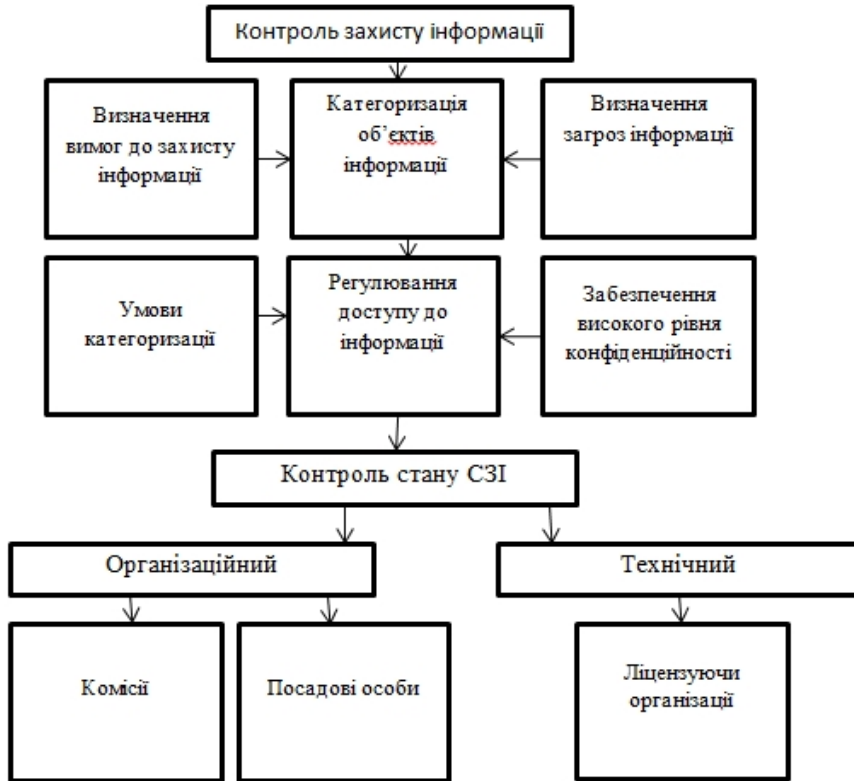 Контроль захисту інформації
Визначення
вимог до захисту
інформації
Категоризація
об’єктів
інформації
Визначення
загроз інформації
Умови
категоризації
Регулювання
доступу до
інформації
Забезпечення
високого рівня
конфіденційності
Контроль стану СЗІ
Організаційний
Технічний
Комісії
Посадові особи
Ліцензуючи
організації